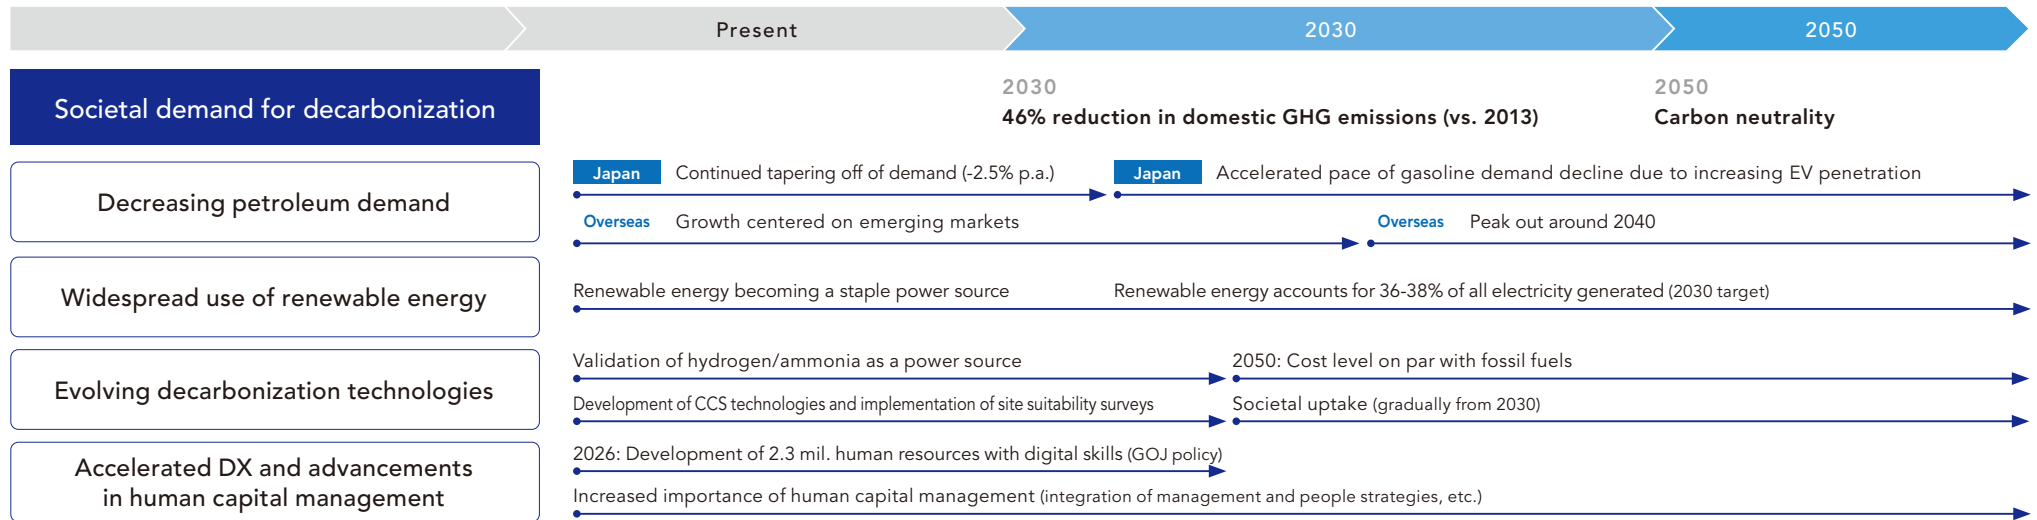 Present
2030
2050
Societal demand for decarbonization
2030
46% reduction in domestic GHG emissions (vs. 2013)
2050
Carbon neutrality
Decreasing petroleum demand
Japan Continued tapering off of demand (-2.5% p.a.)
Japan Accelerated pace of gasoline demand decline due to increasing EV penetration
Overseas Growth centered on emerging markets
Overseas Peak out around 2040
Widespread use of renewable energy
Renewable energy becoming a staple power source
Renewable energy accounts for 36-38% of all electricity generated (2030 target)
Evolving decarbonization technologies
Validation of hydrogen/ammonia as a power source
2050: Cost level on par with fossil fuels
Development of CCS technologies and implementation of site suitability surveys
Societal uptake (gradually from 2030)
Accelerated DX and advancements
in human capital management
2026: Development of 2.3 mil. human resources with digital skills (GOJ policy)
Increased importance of human capital management (integration of management and people strategies, etc.)